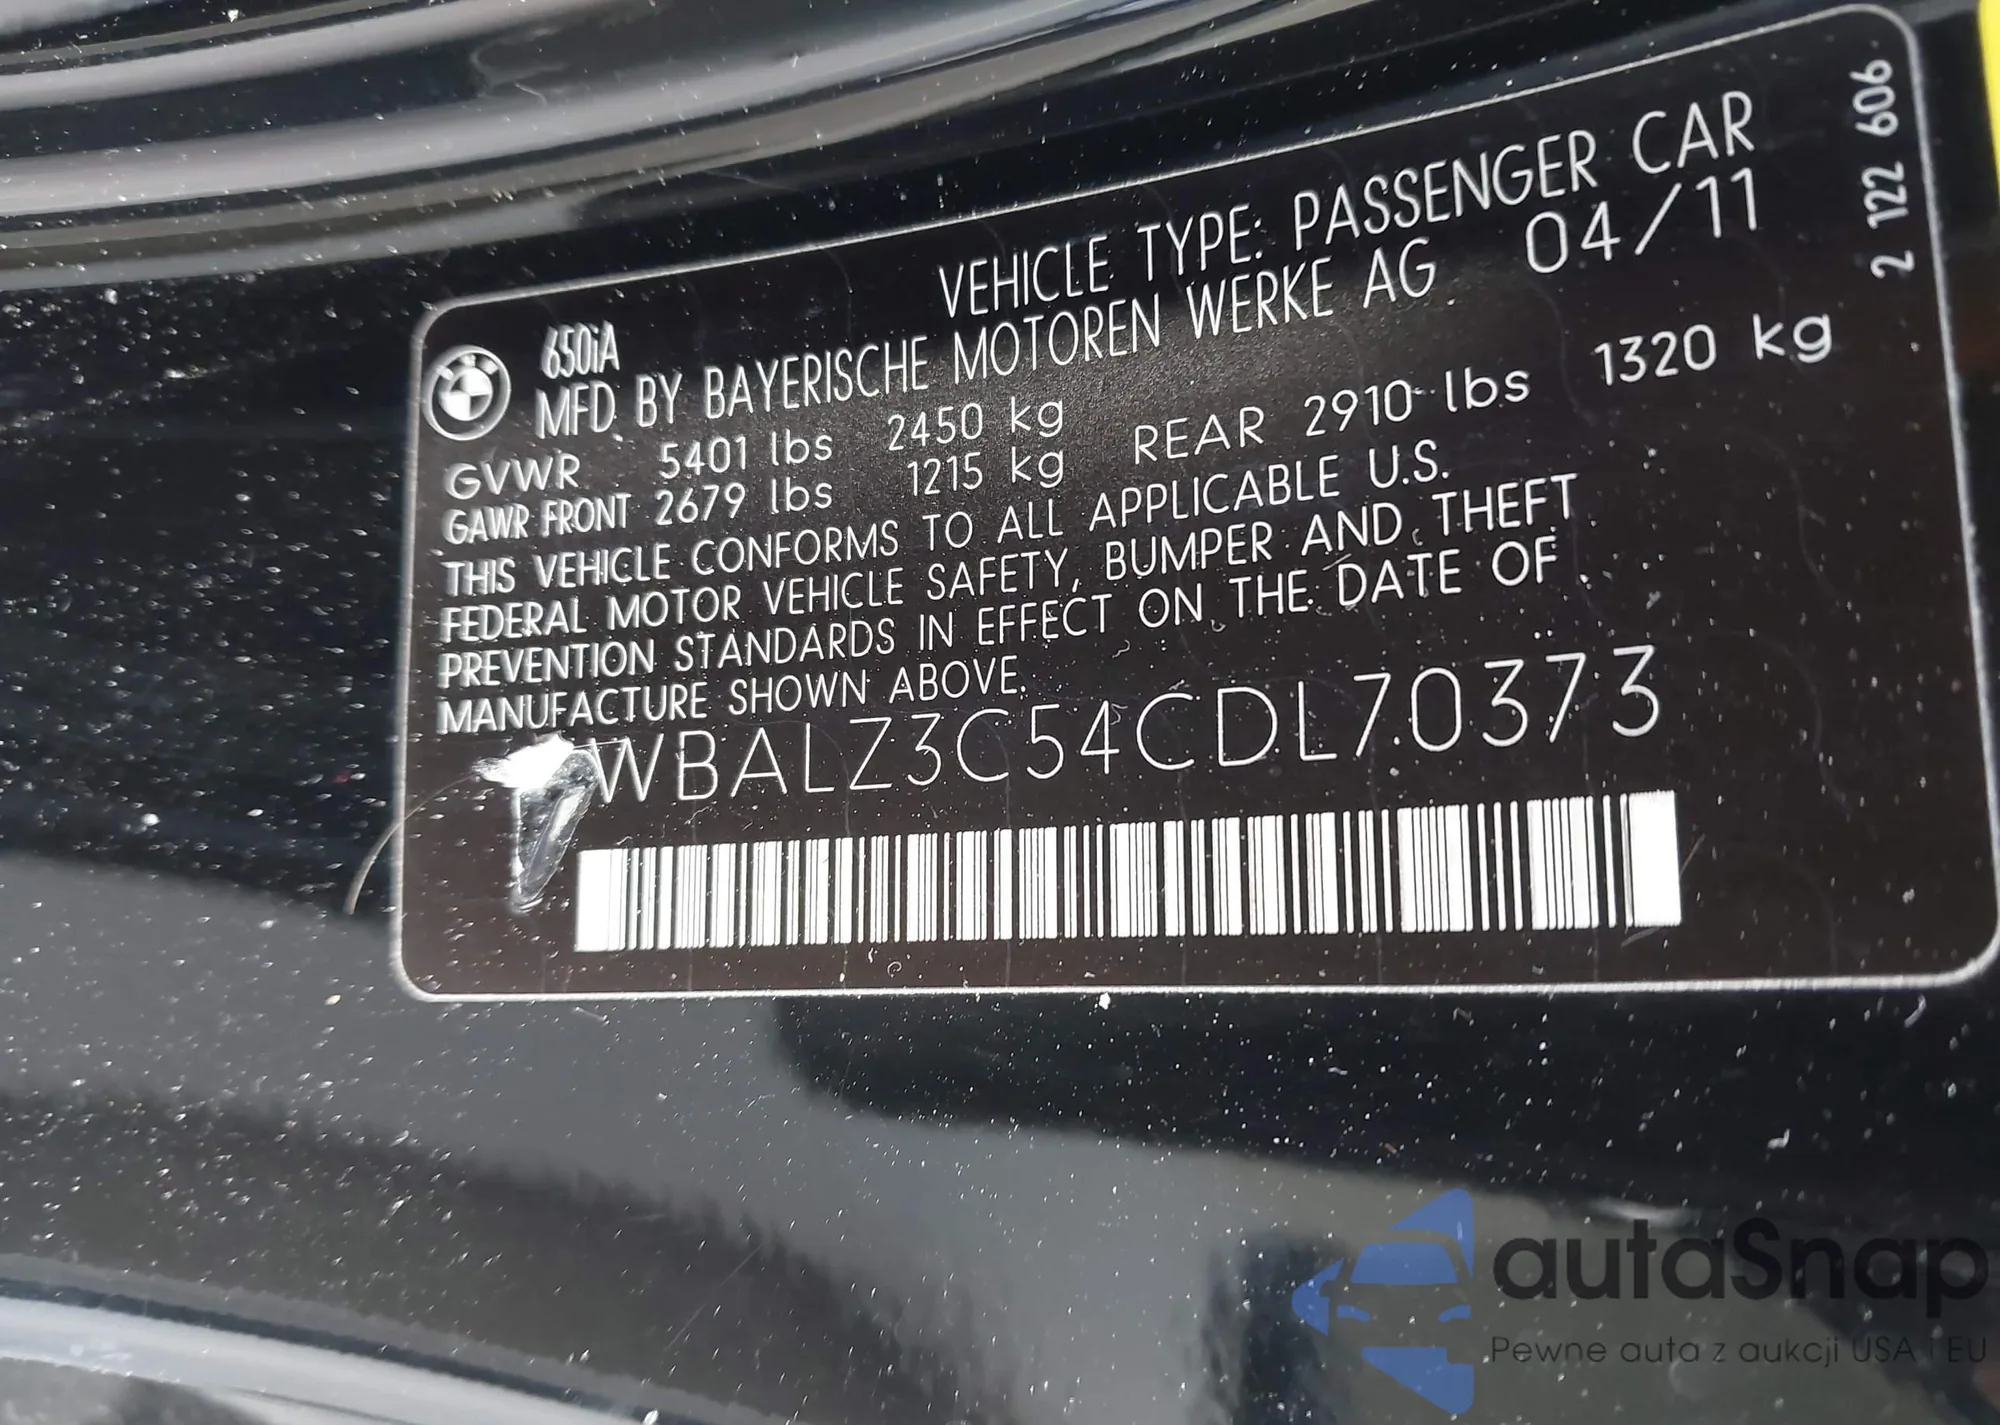 VEHICLE TYPE: PASSENGER CAR
650iA
MFD BY BAYERISCHE MOTOREN WERKE AG 04/11
GVWR 5401 lbs 2450 kg
GAWR FRONT 2679 lbs 1215 kg REAR 2910 lbs 1320 kg
THIS VEHICLE CONFORMS TO ALL APPLICABLE U.S.
FEDERAL MOTOR VEHICLE SAFETY, BUMPER AND THEFT
PREVENTION STANDARDS IN EFFECT ON THE DATE OF
MANUFACTURE SHOWN ABOVE.
WBALZ3C54CDL70373
2 122 606
autaSnap
Pewne auta z aukcji USA i EU